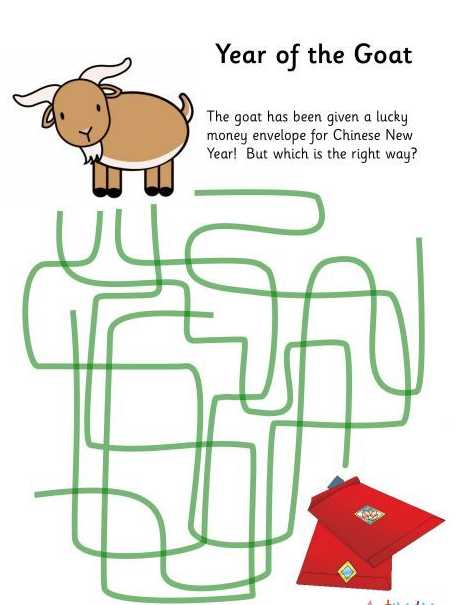 Year of the Goat
The goat has been given a lucky
money envelope for Chinese New
Year! But which is the right way?